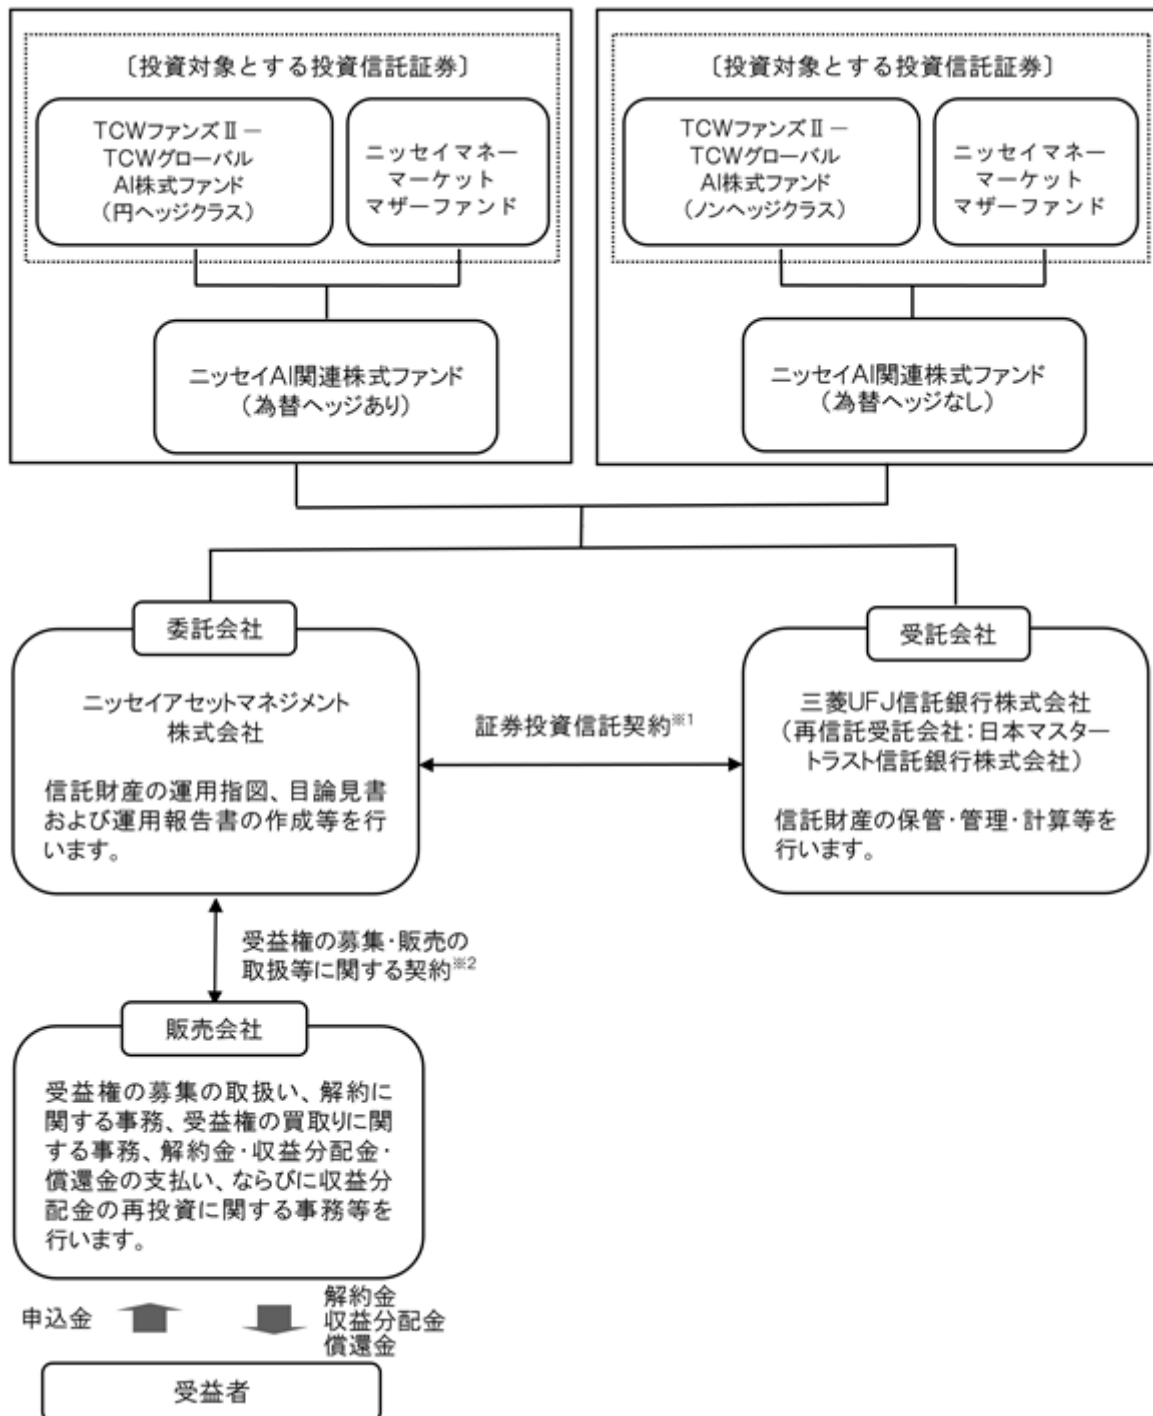 〔投資対象とする投資信託証券〕
TCWファンズⅡ－
TCWグローバル
AI株式ファンド
（円ヘッジクラス）
ニッセイマネー
マーケット
マザーファンド
ニッセイAI関連株式ファンド
（為替ヘッジあり）
〔投資対象とする投資信託証券〕
TCWファンズⅡ－
TCWグローバル
AI株式ファンド
（ノンヘッジクラス）
ニッセイマネー
マーケット
マザーファンド
ニッセイAI関連株式ファンド
（為替ヘッジなし）
委託会社
ニッセイアセットマネジメント
株式会社
信託財産の運用指図、目論見書
および運用報告書の作成等を行
います。
証券投資信託契約※1
受託会社
三菱UFJ信託銀行株式会社
（再信託受託会社：日本マスター
トラスト信託銀行株式会社）
信託財産の保管・管理・計算等を
行います。
受益権の募集・販売の
取扱等に関する契約※2
販売会社
受益権の募集の取扱い、解約に
関する事務、受益権の買取りに関
する事務、解約金・収益分配金・
償還金の支払い、ならびに収益分
配金の再投資に関する事務等を
行います。
申込金
解約金
収益分配金
償還金
受益者